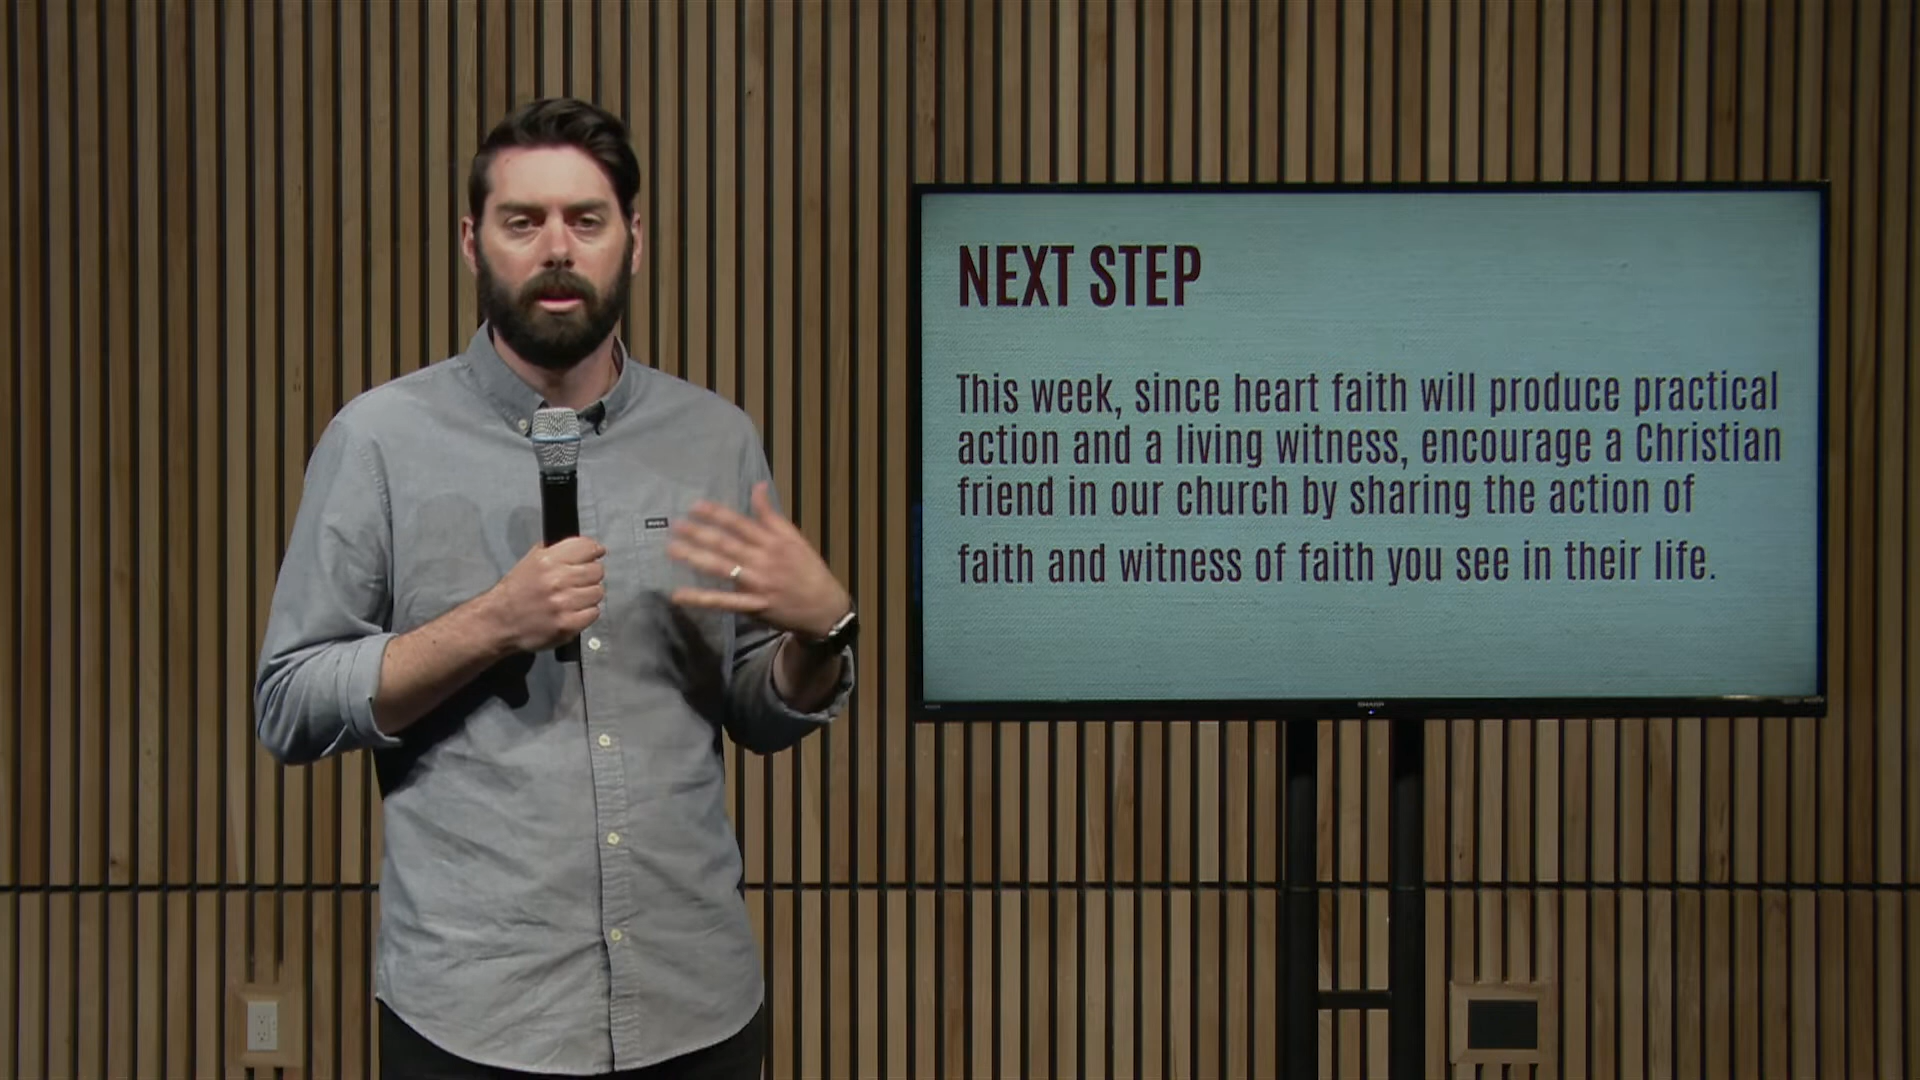 NEXT STEP
This week, since heart faith will produce practical
action and a living witness, encourage a Christian
friend in our church by sharing the action of
faith and witness of faith you see in their life.
SHARP